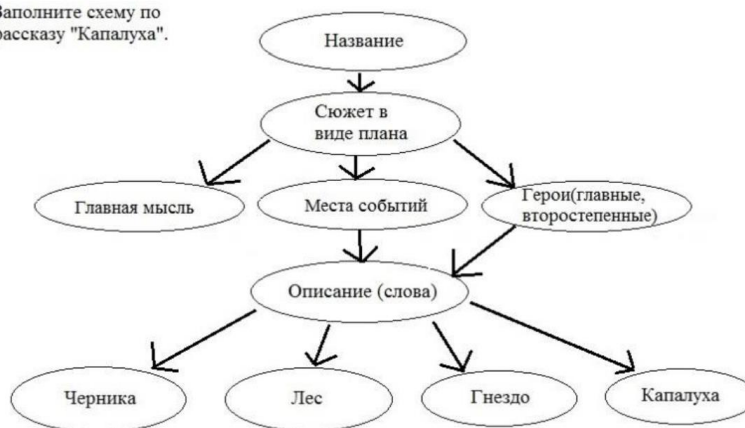 Заполните схему по
рассказу "Капалуха".
Название
Сюжет в
виде плана
Главная мысль
Места событий
Герои(главные,
второстепенные)
Описание (слова)
Черника
Лес
Гнездо
Капалуха